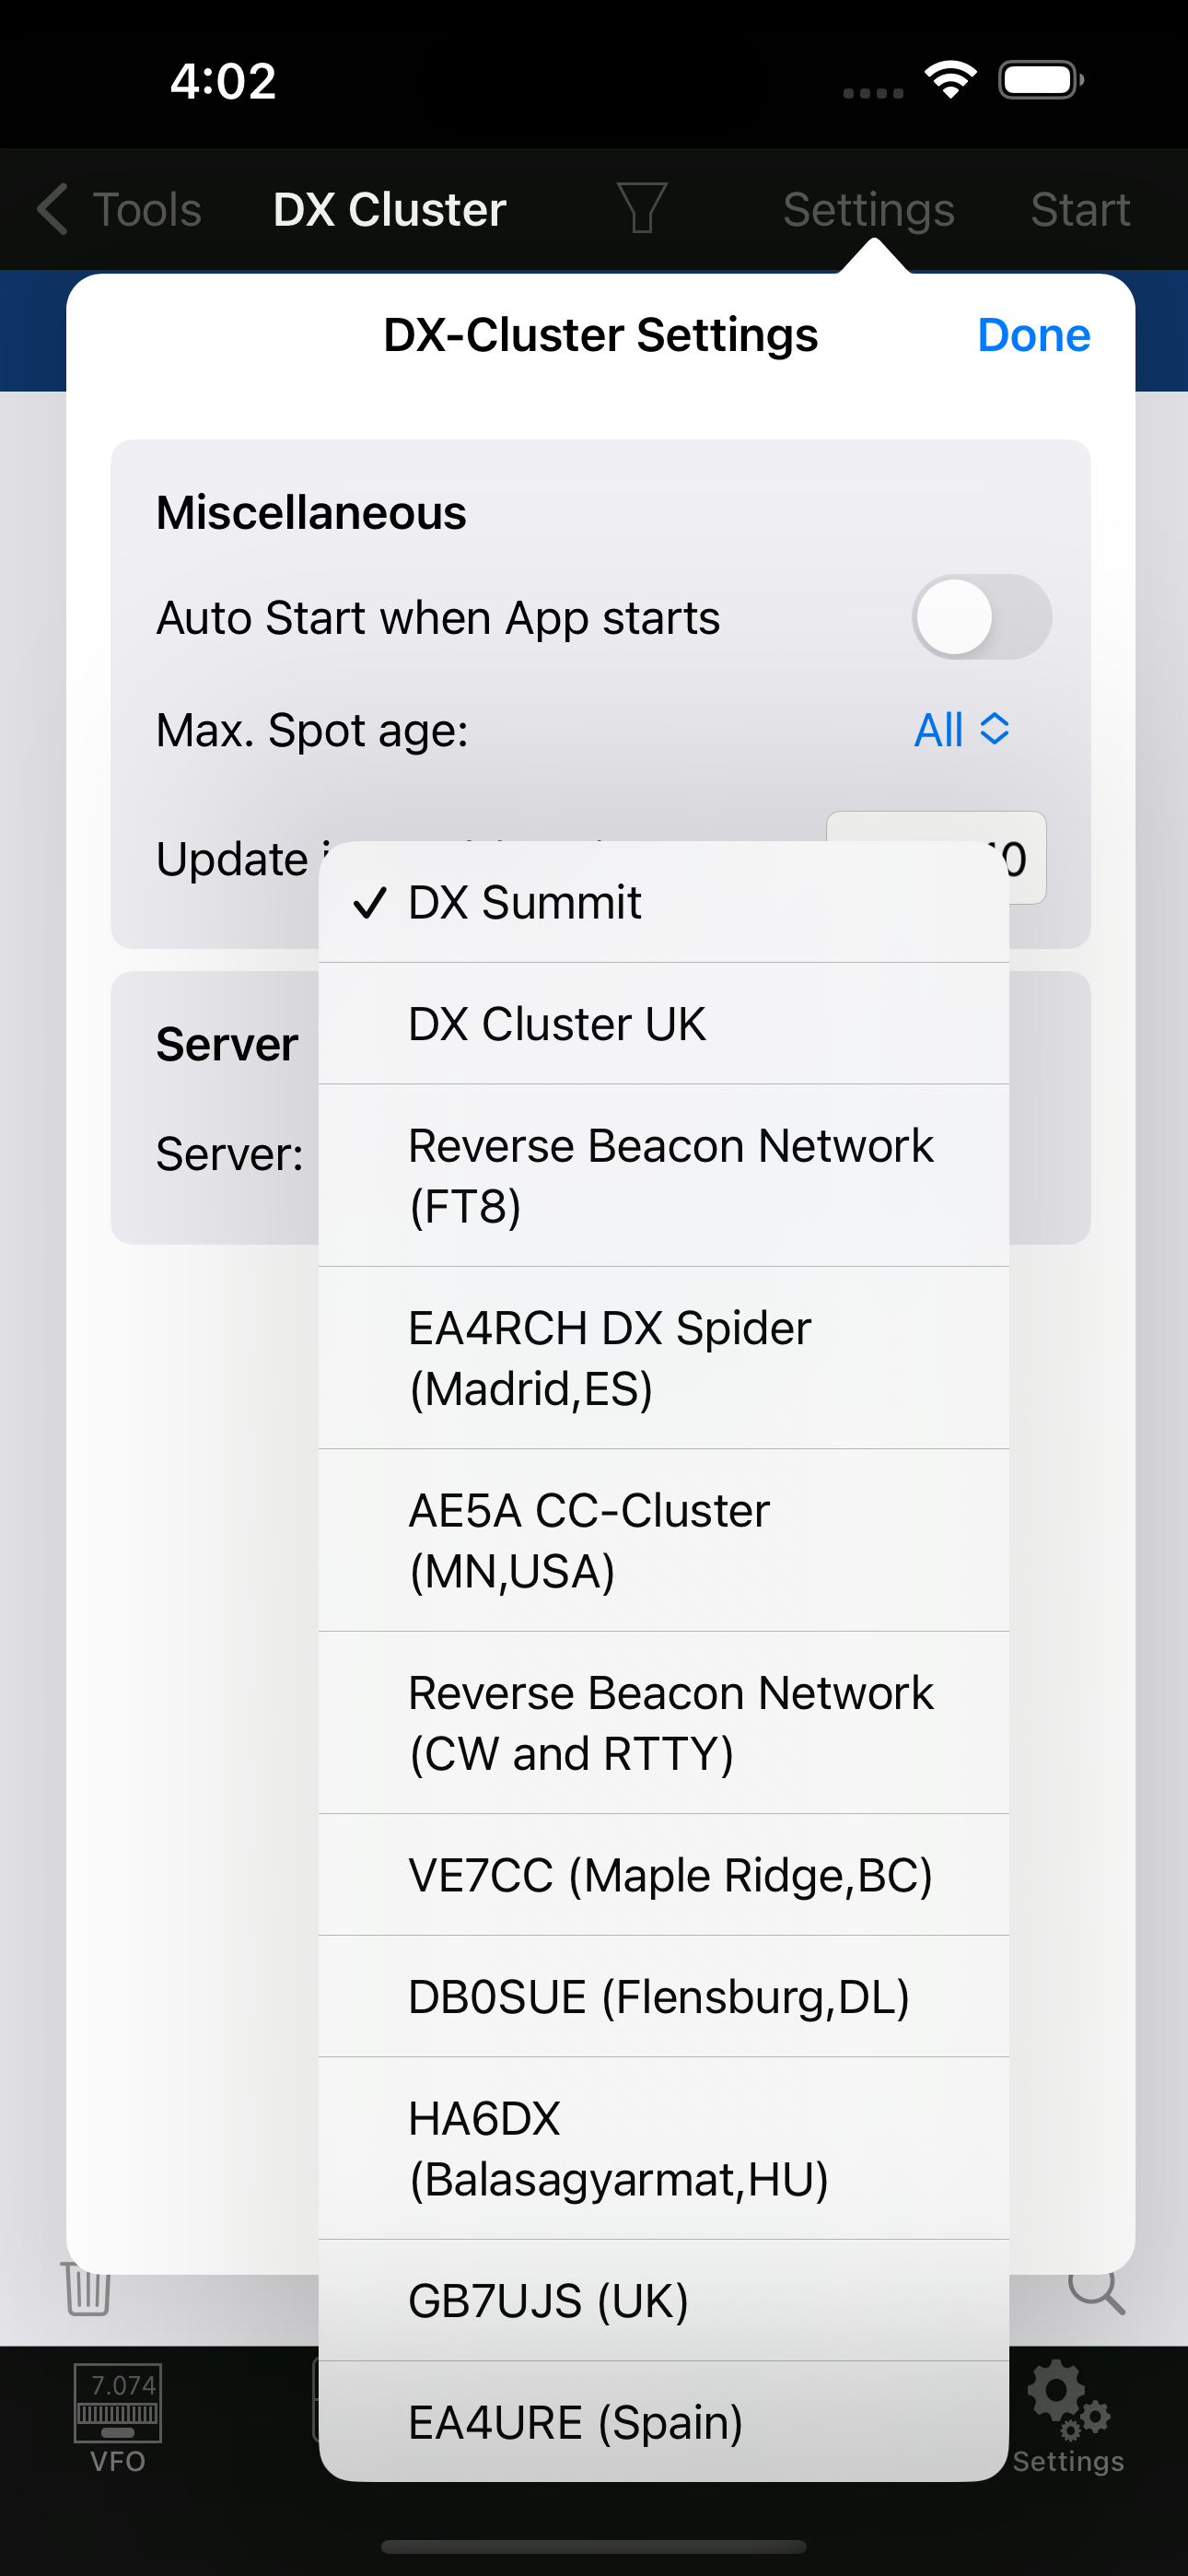 4:02
Tools DX Cluster Settings Start
DX-Cluster Settings Done
Miscellaneous
Auto Start when App starts
Max. Spot age: All
Update
DX Summit
DX Cluster UK
Server
Reverse Beacon Network
(FT8)
Server:
EA4RCH DX Spider
(Madrid,ES)
AE5A CC-Cluster
(MN,USA)
Reverse Beacon Network
(CW and RTTY)
VE7CC (Maple Ridge,BC)
DB0SUE (Flensburg,DL)
HA6DX
(Balasagyarmat,HU)
GB7UJS (UK)
EA4URE (Spain)
7.074
VFO
Settings